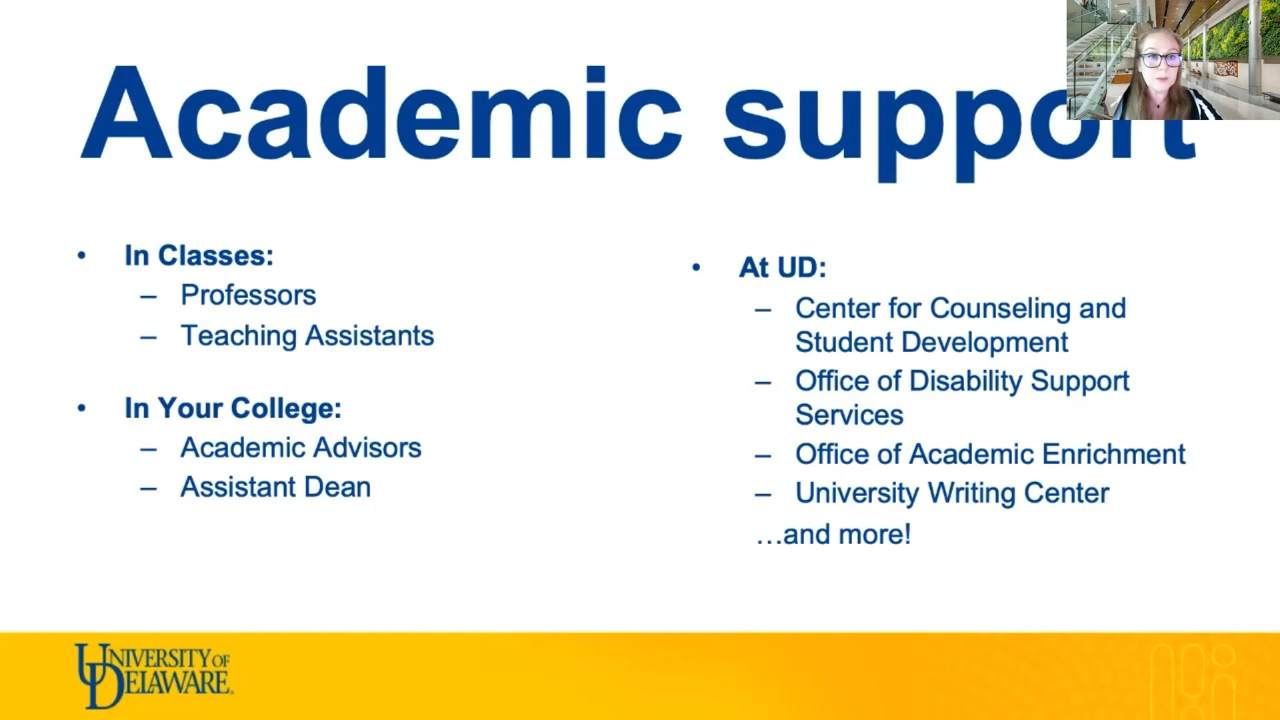 Academic support
• In Classes:
– Professors
– Teaching Assistants
• In Your College:
– Academic Advisors
– Assistant Dean
• At UD:
– Center for Counseling and
Student Development
– Office of Disability Support
Services
– Office of Academic Enrichment
– University Writing Center
…and more!
UNIVERSITY OF
DELAWARE.